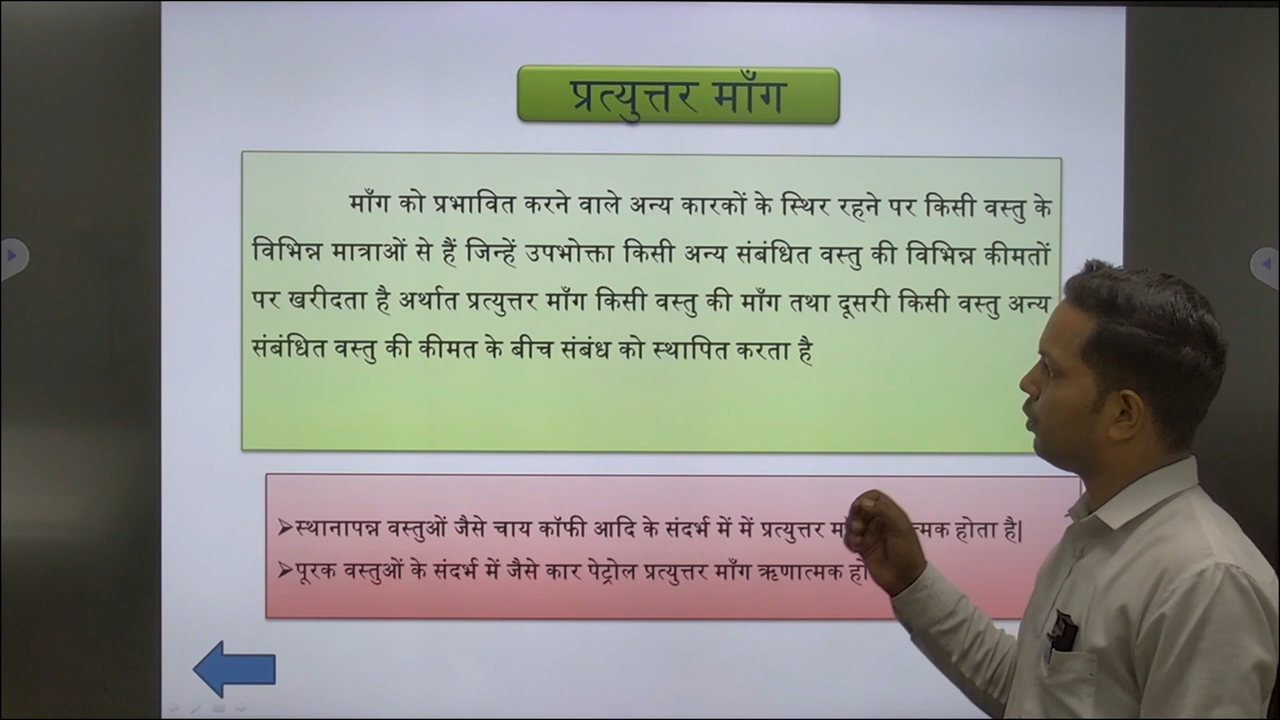 प्रत्युत्तर माँग
माँग को प्रभावित करने वाले अन्य कारकों के स्थिर रहने पर किसी वस्तु के
विभिन्न मात्राओं से हैं जिन्हें उपभोक्ता किसी अन्य संबंधित वस्तु की विभिन्न कीमतों
पर खरीदता है अर्थात प्रत्युत्तर माँग किसी वस्तु की माँग तथा दूसरी किसी वस्तु अन्य
संबंधित वस्तु की कीमत के बीच संबंध को स्थापित करता है
➢स्थानापन्न वस्तुओं जैसे चाय कॉफी आदि के संदर्भ में में प्रत्युत्तर होता है|
➢पूरक वस्तुओं के संदर्भ में जैसे कार पेट्रोल प्रत्युत्तर माँग ऋणात्मक